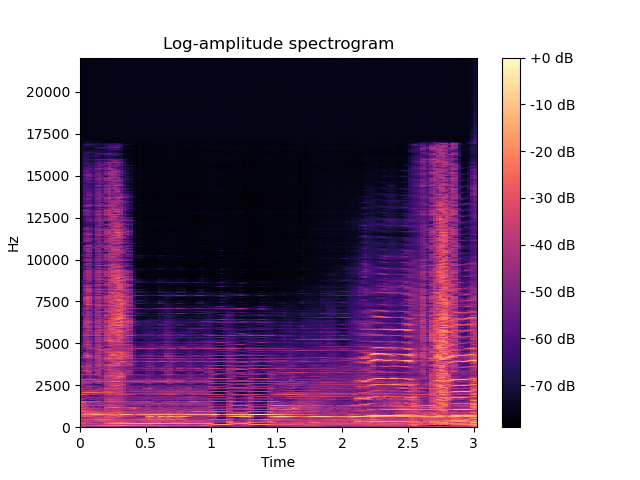 Log-amplitude spectrogram
Hz
20000
17500
15000
12500
10000
7500
5000
2500
0
0 0.5 1 1.5 2 2.5 3
Time
+0 dB
-10 dB
-20 dB
-30 dB
-40 dB
-50 dB
-60 dB
-70 dB